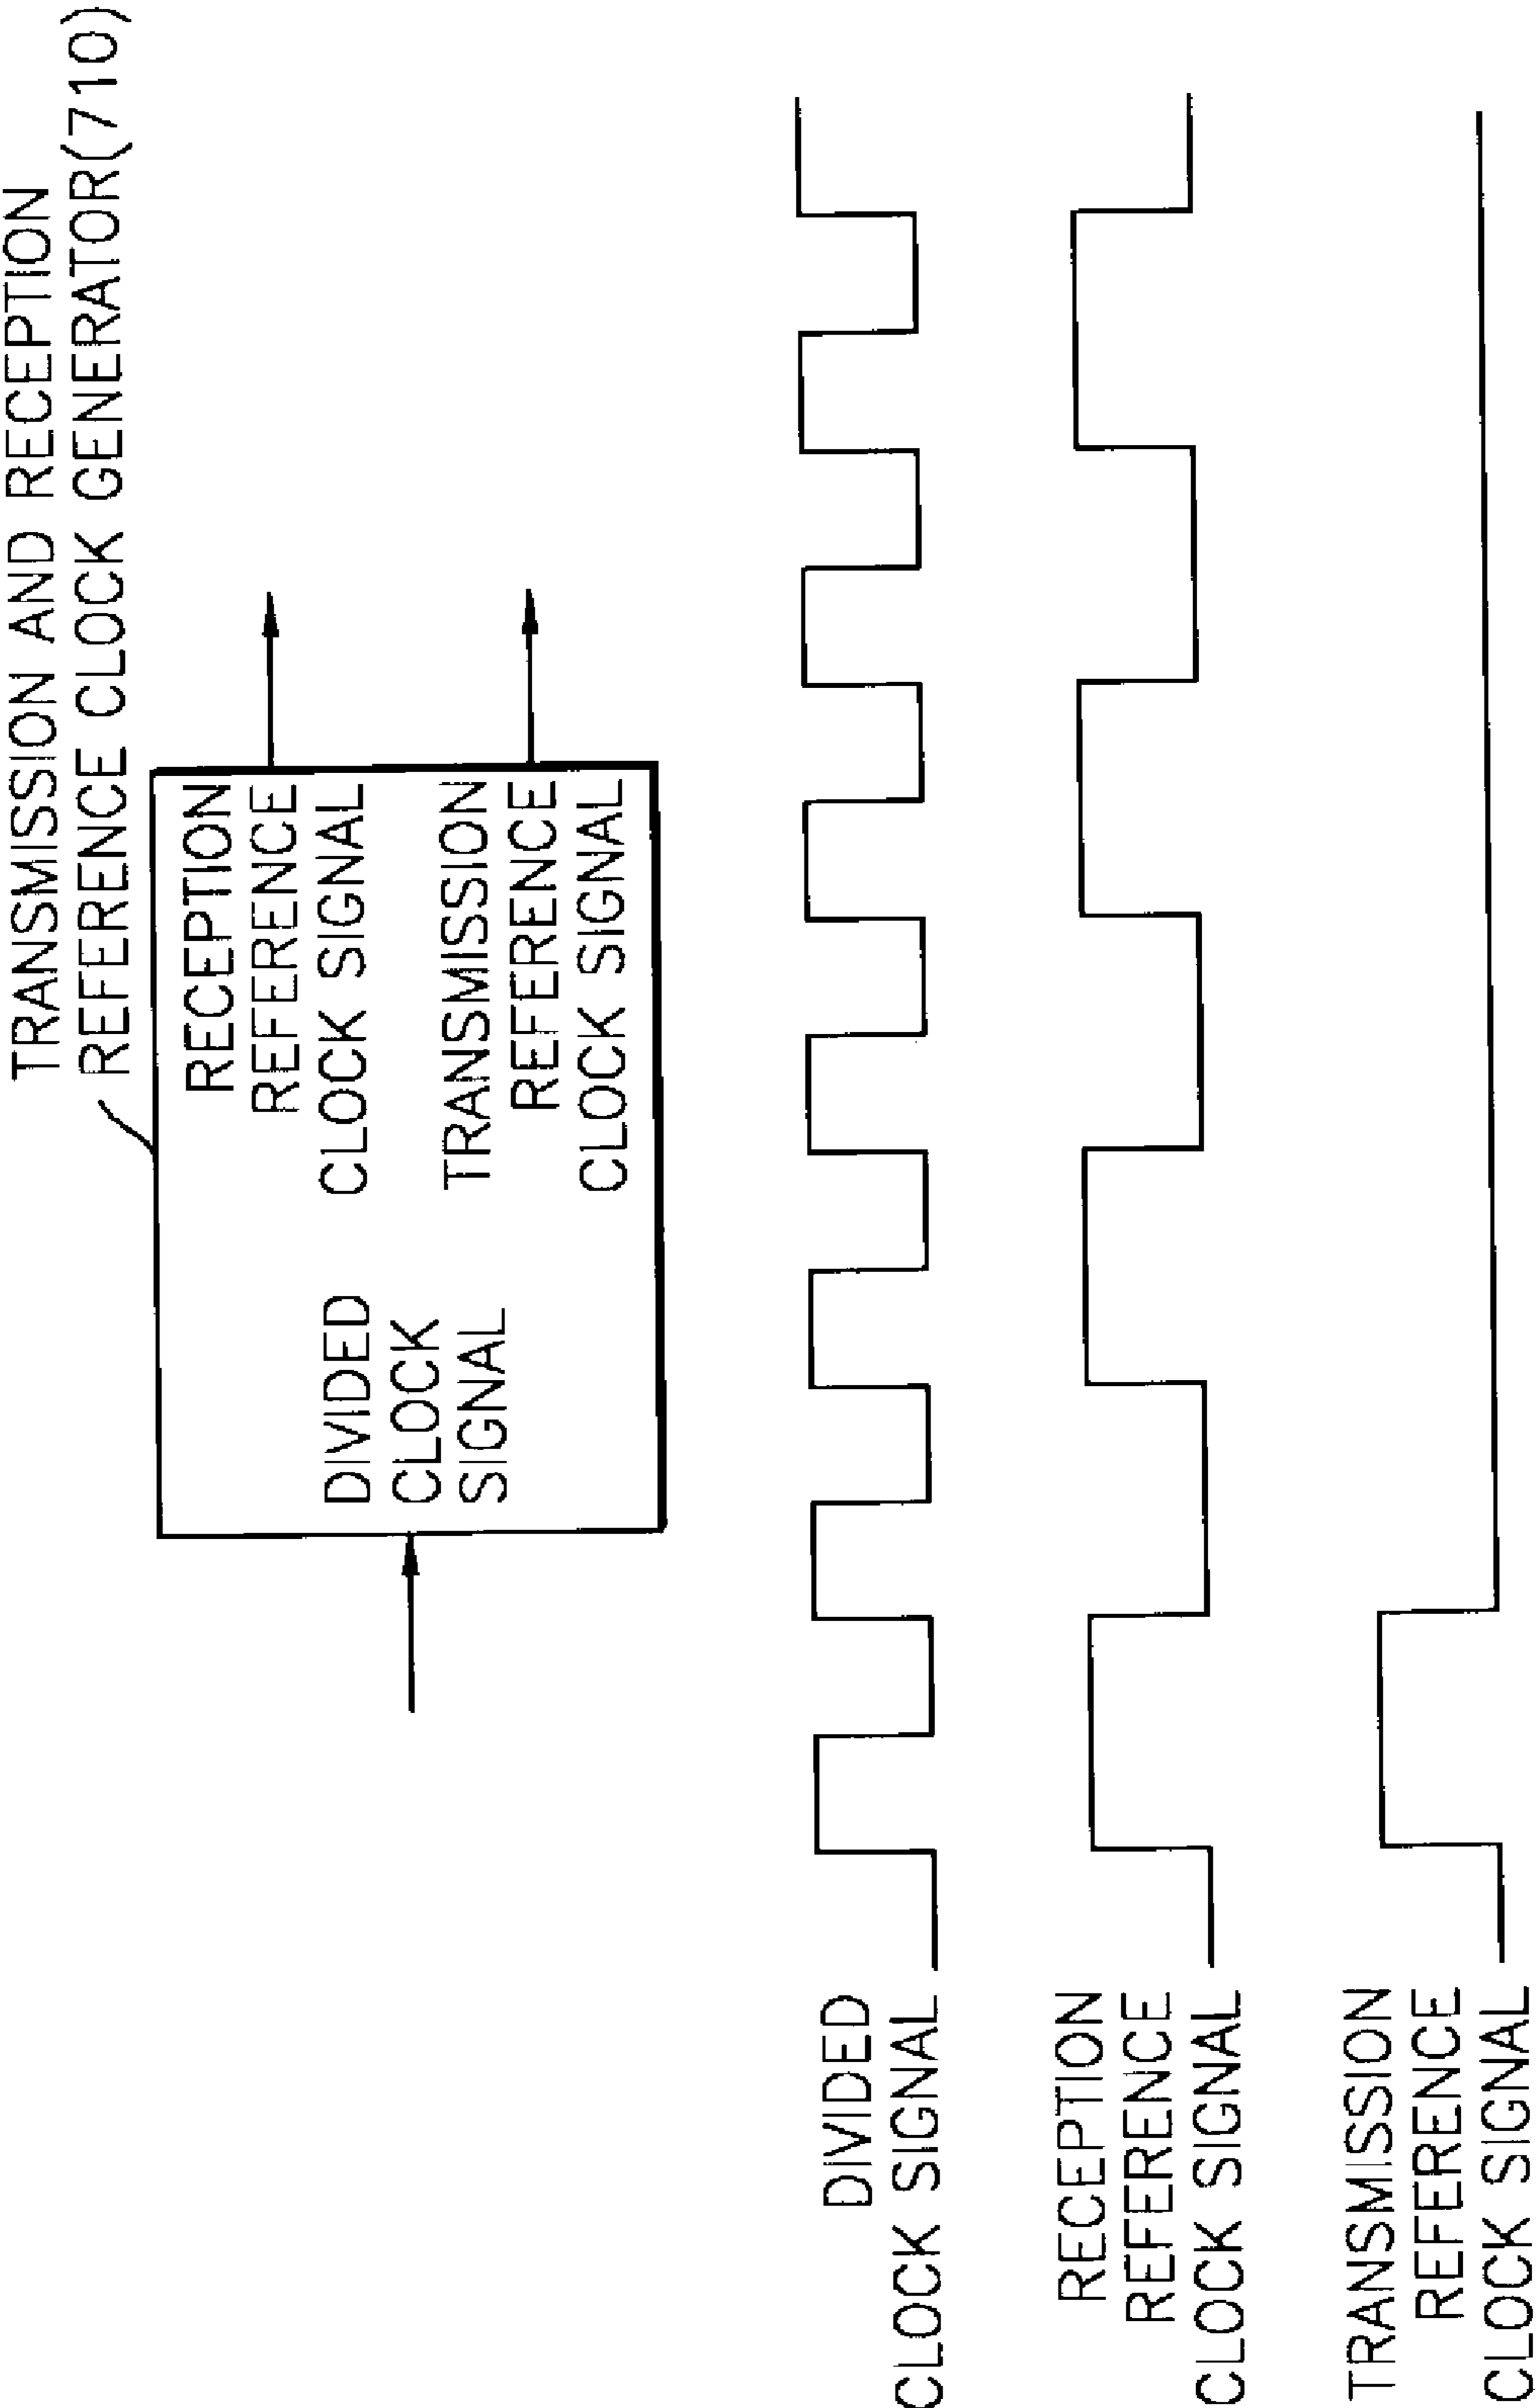 TRANSMISSION AND RECEPTION
REFERENCE CLOCK GENERATOR(710)
DIVIDED
CLOCK
SIGNAL
RECEPTION
REFERENCE
CLOCK SIGNAL
TRANSMISSION
REFERENCE
CLOCK SIGNAL
DIVIDED
CLOCK SIGNAL
RECEPTION
REFERENCE
CLOCK SIGNAL
TRANSMISSION
REFERENCE
CLOCK SIGNAL